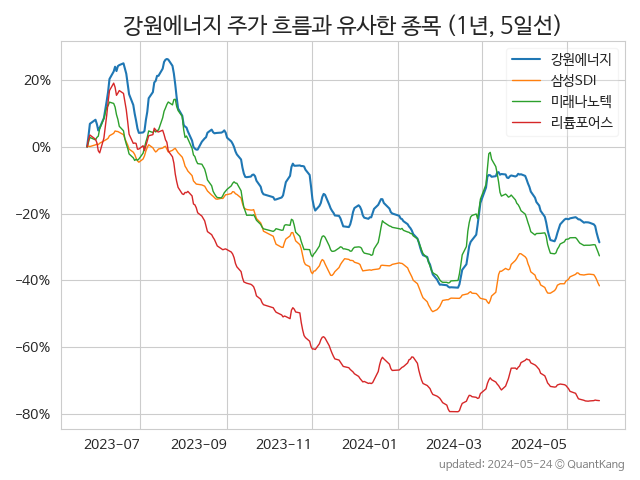 강원에너지 주가 흐름과 유사한 종목 (1년, 5일선)
강원에너지
삼성SDI
미래나노텍
리튬포어스
20%
0%
−20%
−40%
−60%
−80%
2023-07
2023-09
2023-11
2024-01
2024-03
2024-05
updated: 2024-05-24 © QuantKang